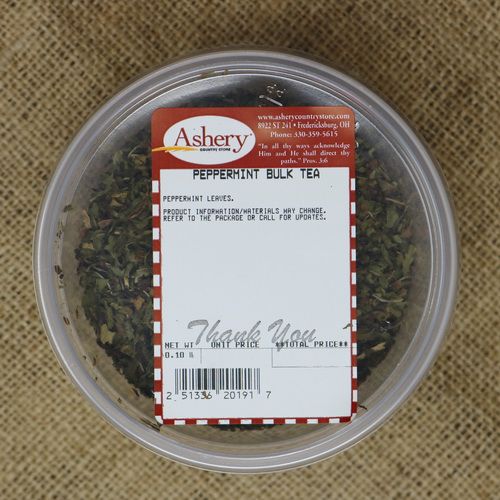 Ashery
COUNTRY STORE
www.asherycountrystore.com
8922 ST 241 • Fredericksburg, OH
Phone: 330-359-5615
"In all thy ways acknowledge
Him and He shall direct thy
paths." Prov. 3:6
PEPPERMINT BULK TEA
PEPPERMINT LEAVES.
PRODUCT INFORMATION/MATERIALS MAY CHANGE.
REFER TO THE PACKAGE OR CALL FOR UPDATES.
Thank You
NET WT UNIT PRICE **TOTAL PRICE**
0.10 lb
2 51336 20191 7